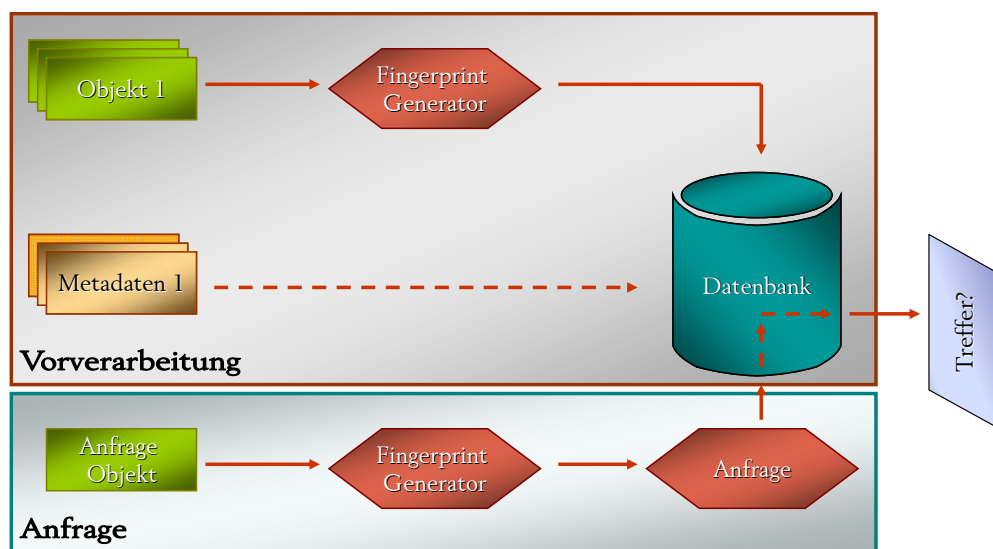 Objekt 1
Fingerprint
Generator
Metadaten 1
Datenbank
Treffer?
Vorverarbeitung
Anfrage
Objekt
Fingerprint
Generator
Anfrage
Anfrage